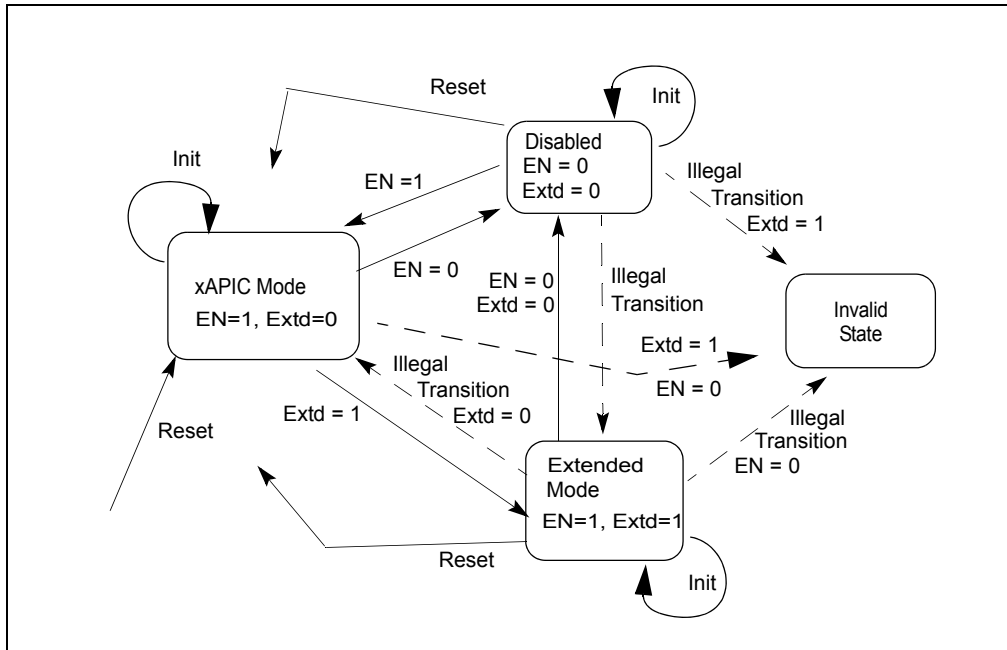 Reset
Init
Disabled
EN = 0
Extd = 0
Illegal
Transition
Extd = 1
Init
EN =1
EN = 0
xAPIC Mode
EN=1, Extd=0
EN = 0
Extd = 0
Illegal
Transition
Invalid
State
Extd = 1
EN = 0
Illegal
Transition
Extd = 0
Extd = 1
Reset
Illegal
Transition
EN = 0
Extended
Mode
EN=1, Extd=1
Reset
Init